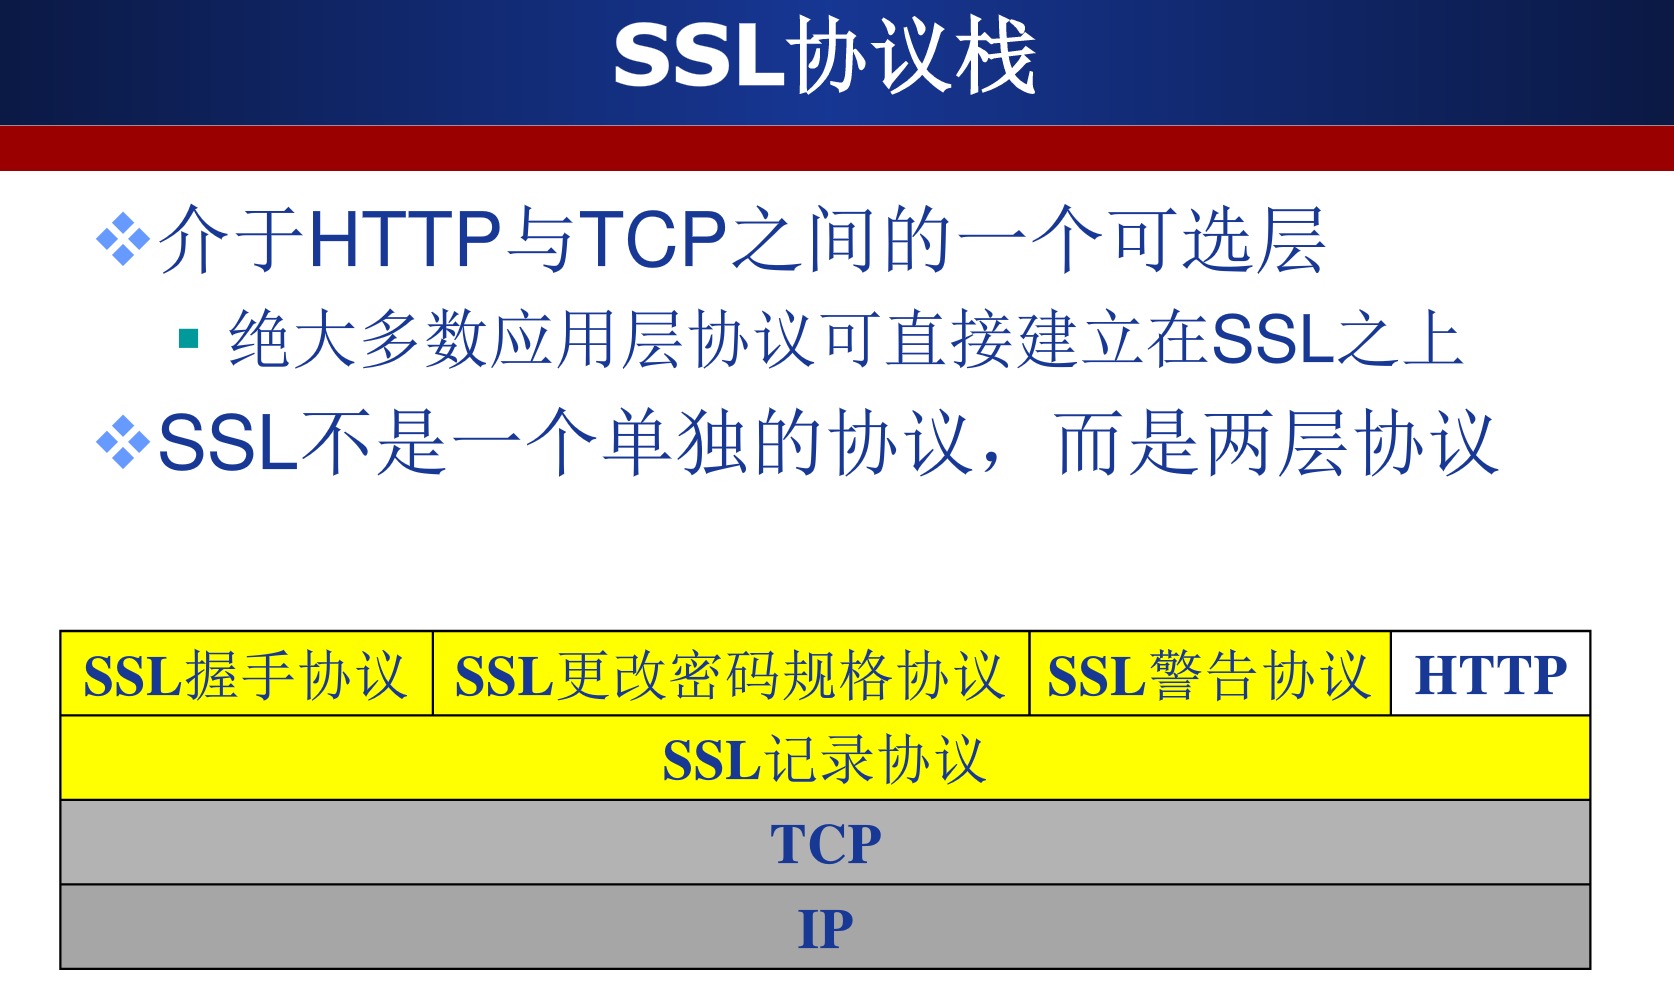 SSL协议栈
介于HTTP与TCP之间的一个可选层
绝大多数应用层协议可直接建立在SSL之上
SSL不是一个单独的协议，而是两层协议
SSL握手协议 SSL更改密码规格协议 SSL警告协议 HTTP
SSL记录协议
TCP
IP